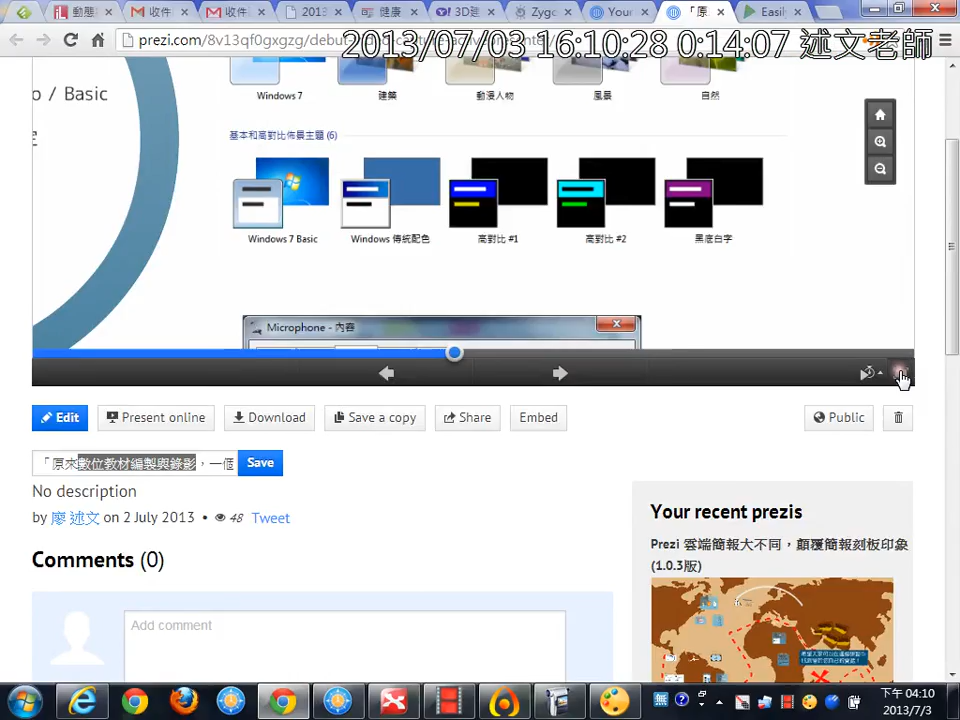 收件
收件
2013
健康
3D建
Zygo
Your
「原
Easil
prezi.com/8v13qf0gxgzg/debut
2013/07/03 16:10:28 0:14:07 述文老師
o / Basic
定
Windows 7
建築
動漫人物
風景
自然
基本和高對比佈景主題 (6)
Windows 7 Basic
Windows 傳統配色
高對比 #1
高對比 #2
黑底白字
Microphone - 內容
Edit
Present online
Download
Save a copy
Share
Embed
Public
「原來數位教材編製與錄影，一個
Save
No description
by 廖 述文 on 2 July 2013 • 48 Tweet
Your recent prezis
Prezi 雲端簡報大不同，顛覆簡報刻板印象
(1.0.3版)
Comments (0)
Add comment
下午 04:10
2013/7/3